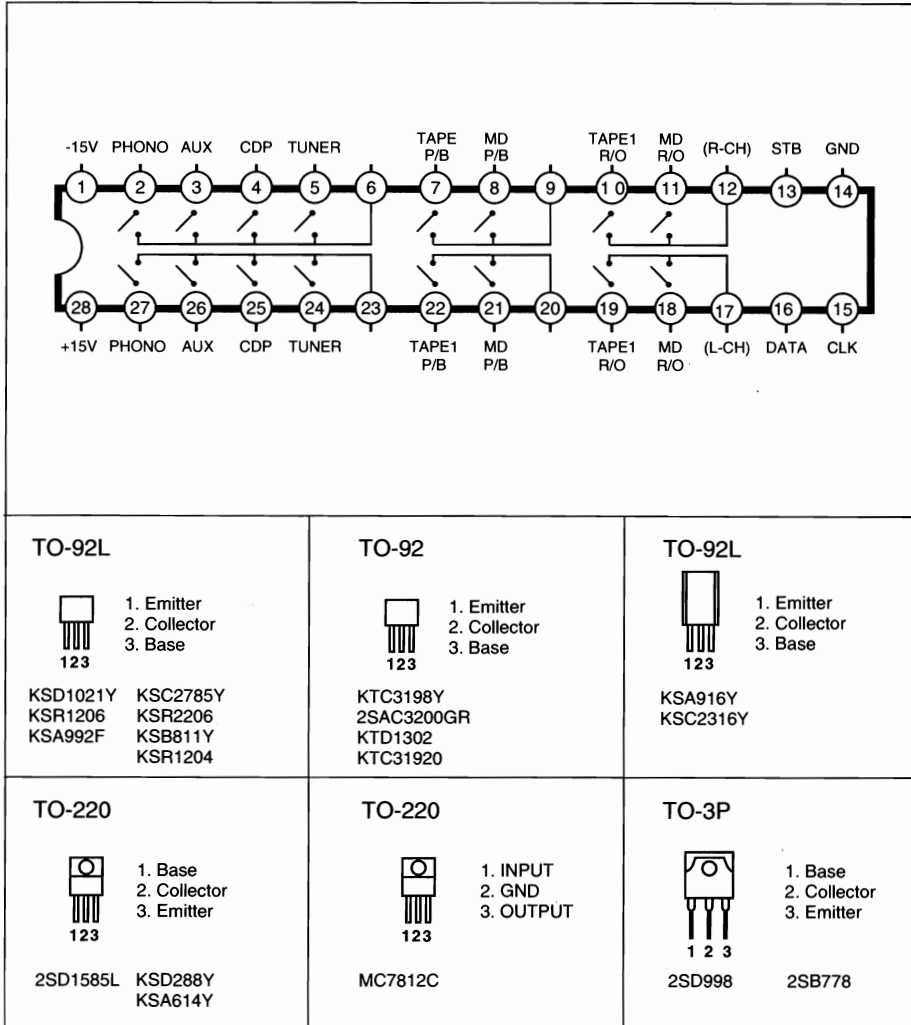 -15V PHONO AUX CDP TUNER TAPE P/B MD P/B TAPE1 R/O MD R/O (R-CH) STB GND
1 2 3 4 5 6 7 8 9 1 0 11 12 13 14
28 27 26 25 24 23 22 21 20 19 18 17 16 15
+15V PHONO AUX CDP TUNER TAPE1 P/B MD P/B TAPE1 R/O MD R/O (L-CH) DATA CLK
TO-92L
1. Emitter
2. Collector
3. Base
123
KSD1021Y KSC2785Y
KSR1206 KSR2206
KSA992F KSB811Y
KSR1204
TO-92
1. Emitter
2. Collector
3. Base
123
KTC3198Y
2SAC3200GR
KTD1302
KTC31920
TO-92L
1. Emitter
2. Collector
3. Base
123
KSA916Y
KSC2316Y
TO-220
1. Base
2. Collector
3. Emitter
123
2SD1585L KSD288Y
KSA614Y
TO-220
1. INPUT
2. GND
3. OUTPUT
123
MC7812C
TO-3P
1. Base
2. Collector
3. Emitter
1 2 3
2SD998 2SB778